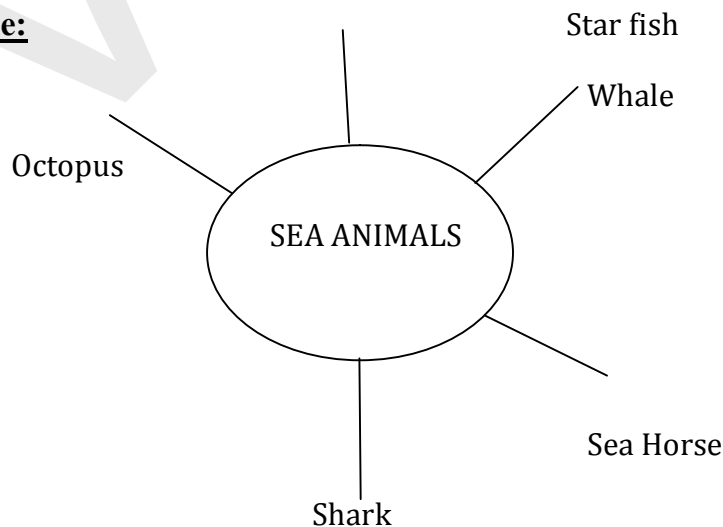 e:
Star fish
Whale
Octopus
SEA ANIMALS
Sea Horse
Shark